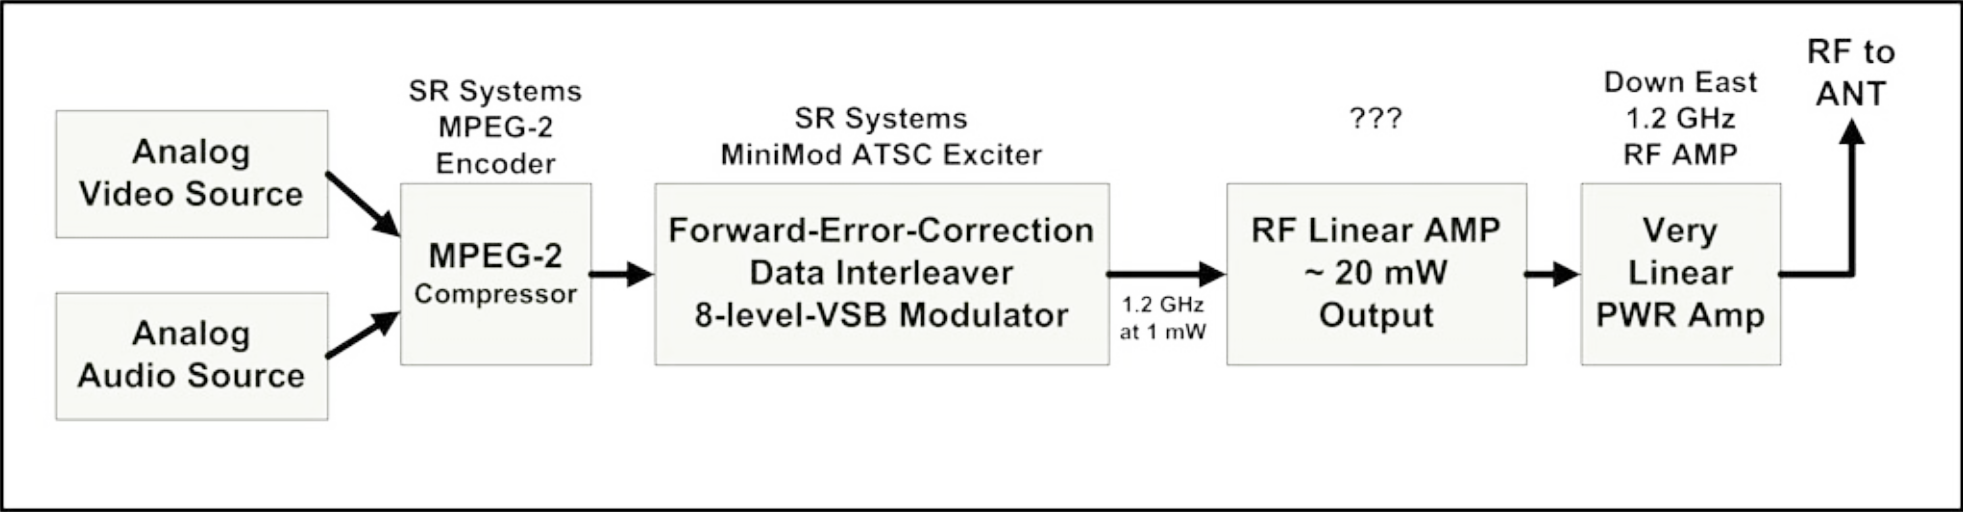 Analog
Video Source
Analog
Audio Source
SR Systems
MPEG-2
Encoder
MPEG-2
Compressor
SR Systems
MiniMod ATSC Exciter
Forward-Error-Correction
Data Interleaver
8-level-VSB Modulator
1.2 GHz
at 1 mW
???
RF Linear AMP
~ 20 mW
Output
Down East
1.2 GHz
RF AMP
Very
Linear
PWR Amp
RF to
ANT